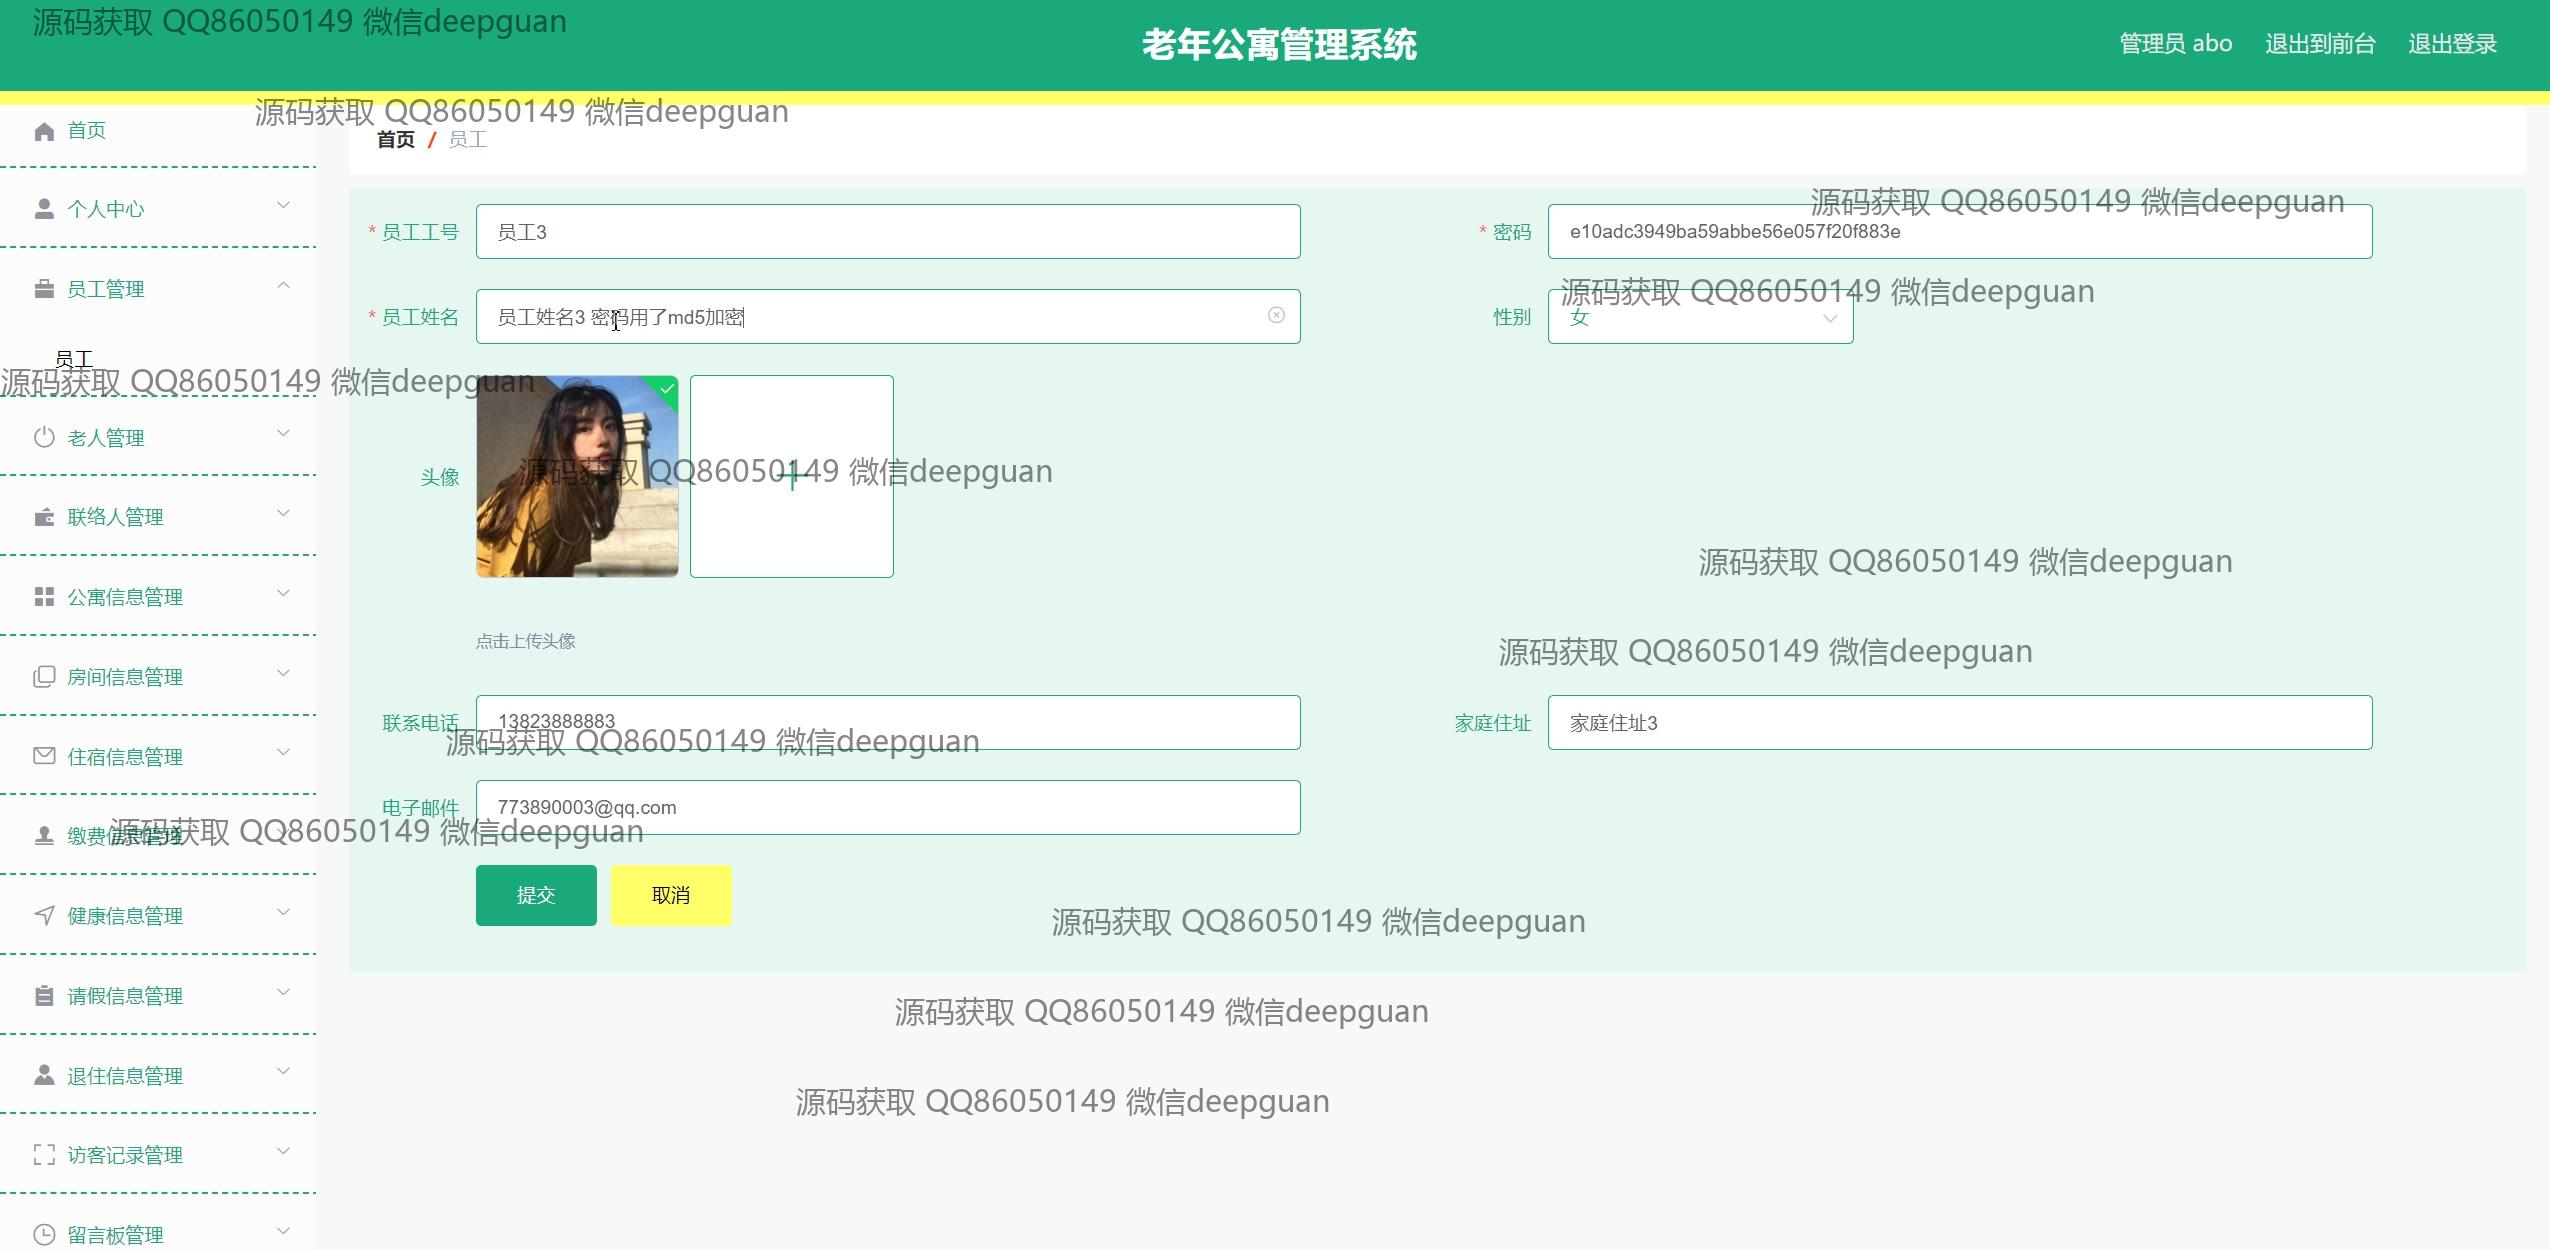 源码获取 QQ86050149 微信deepguan
老年公寓管理系统
管理员 abo 退出到前台 退出登录
源码获取 QQ86050149 微信deepguan
首页
首页 / 员工
个人中心
源码获取 QQ86050149 微信deepguan
* 员工工号 员工3
* 密码 e10adc3949ba59abbe56e057f20f883e
员工管理
源码获取 QQ86050149 微信deepguan
* 员工姓名 员工姓名3 密码用了md5加密
性别 女
员工
源码获取 QQ86050149 微信deepguan
老人管理
头像
源码获取 QQ86050149 微信deepguan
联络人管理
源码获取 QQ86050149 微信deepguan
公寓信息管理
点击上传头像
源码获取 QQ86050149 微信deepguan
房间信息管理
联系电话 13823888883
家庭住址 家庭住址3
源码获取 QQ86050149 微信deepguan
住宿信息管理
电子邮件 773890003@qq.com
缴费信息管理
源码获取 QQ86050149 微信deepguan
提交 取消
健康信息管理
源码获取 QQ86050149 微信deepguan
请假信息管理
源码获取 QQ86050149 微信deepguan
退住信息管理
源码获取 QQ86050149 微信deepguan
访客记录管理
留言板管理